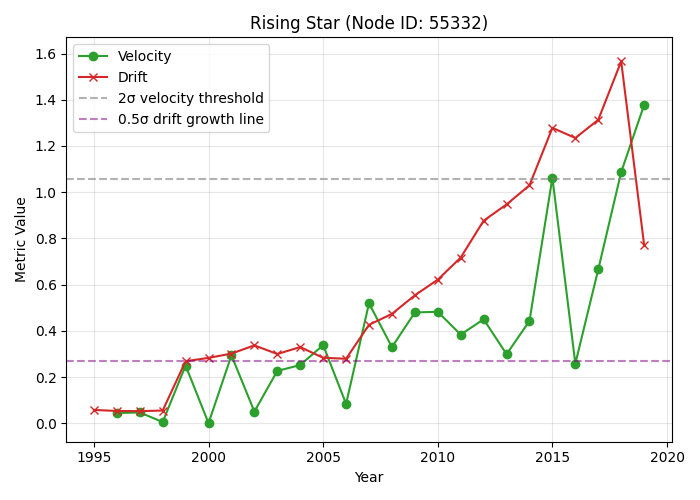 Rising Star (Node ID: 55332)
Velocity
Drift
2σ velocity threshold
0.5σ drift growth line
Metric Value
1.6
1.4
1.2
1.0
0.8
0.6
0.4
0.2
0.0
1995 2000 2005 2010 2015 2020
Year